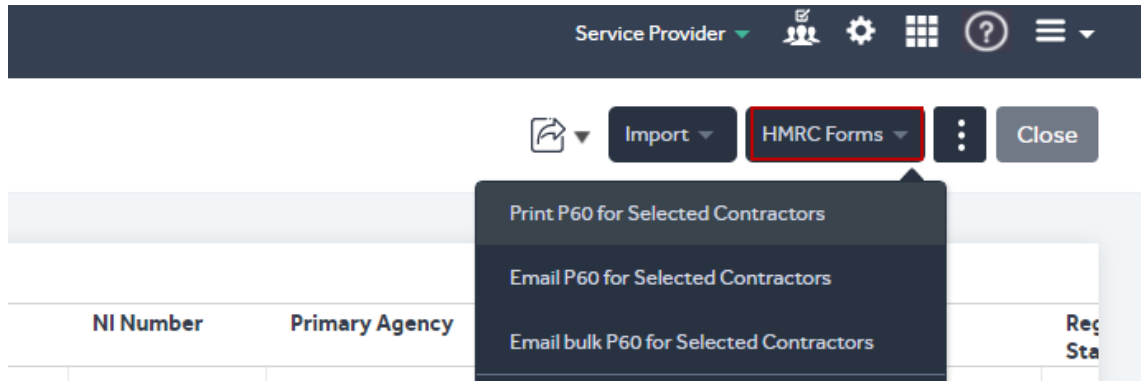 Service Provider
Import
HMRC Forms
Close
Print P60 for Selected Contractors
Email P60 for Selected Contractors
Email bulk P60 for Selected Contractors
NI Number
Primary Agency